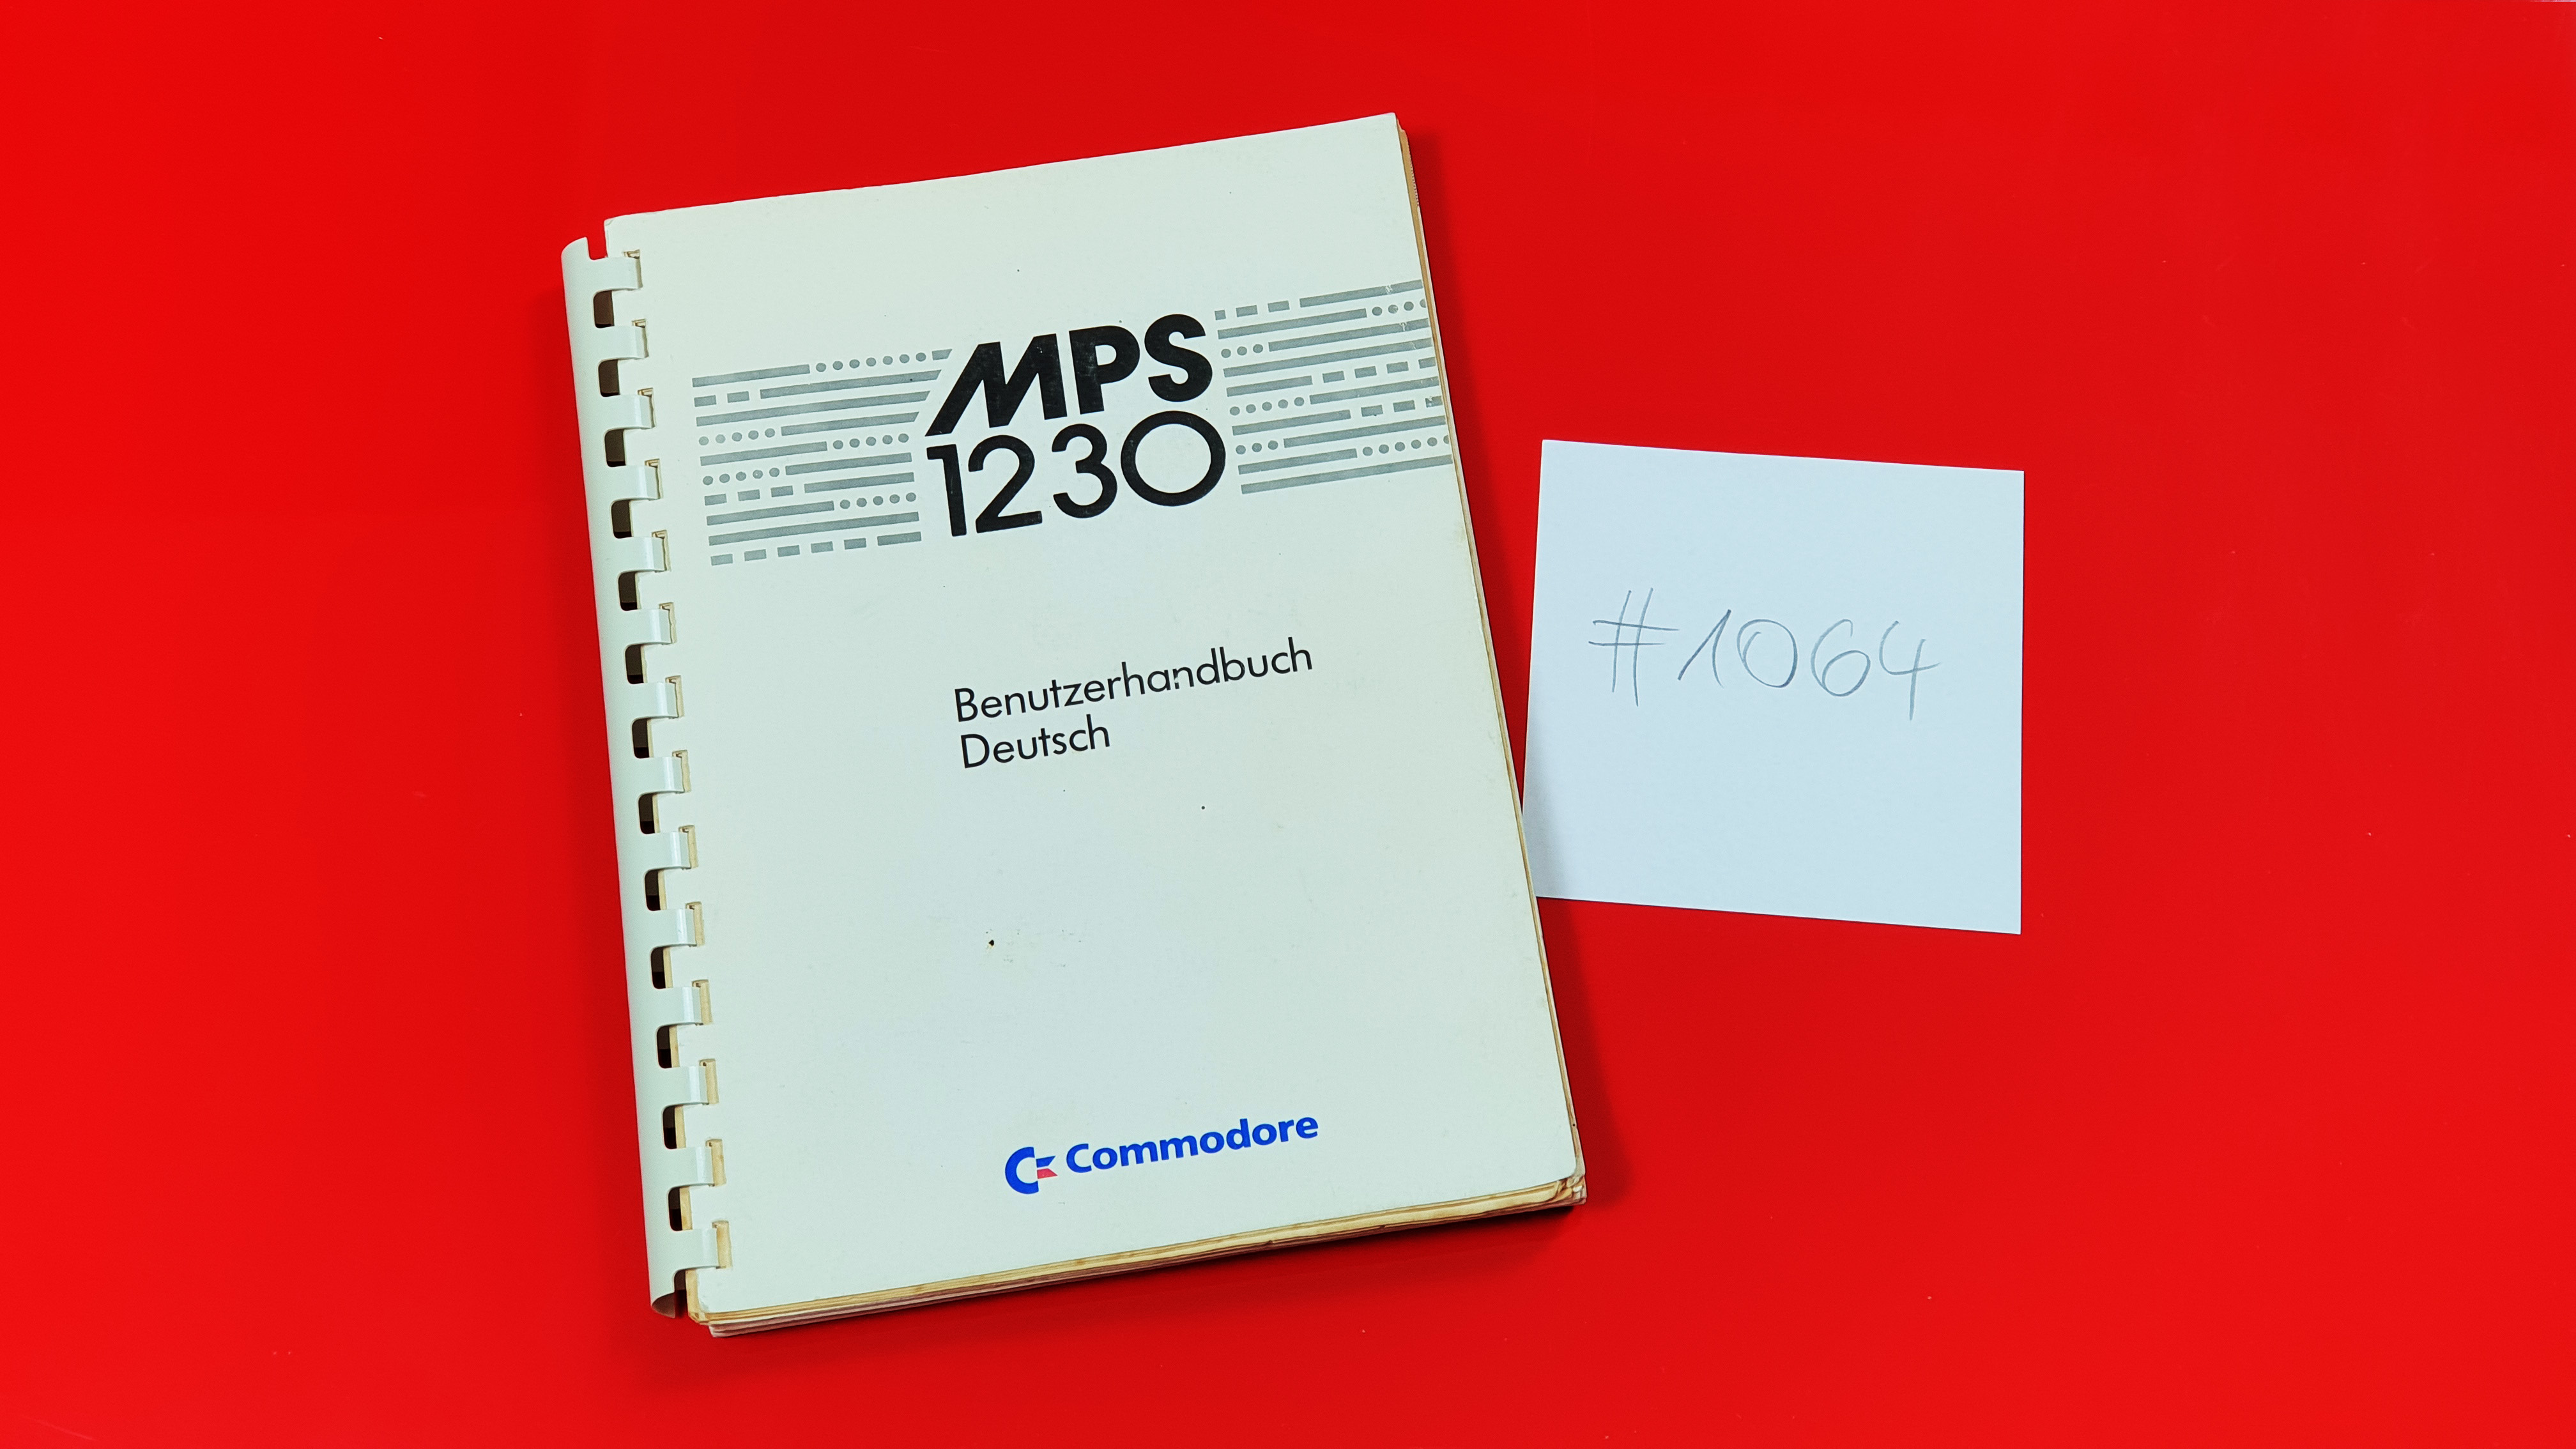 MPS
1230
Benutzerhandbuch
Deutsch
Commodore
#1064